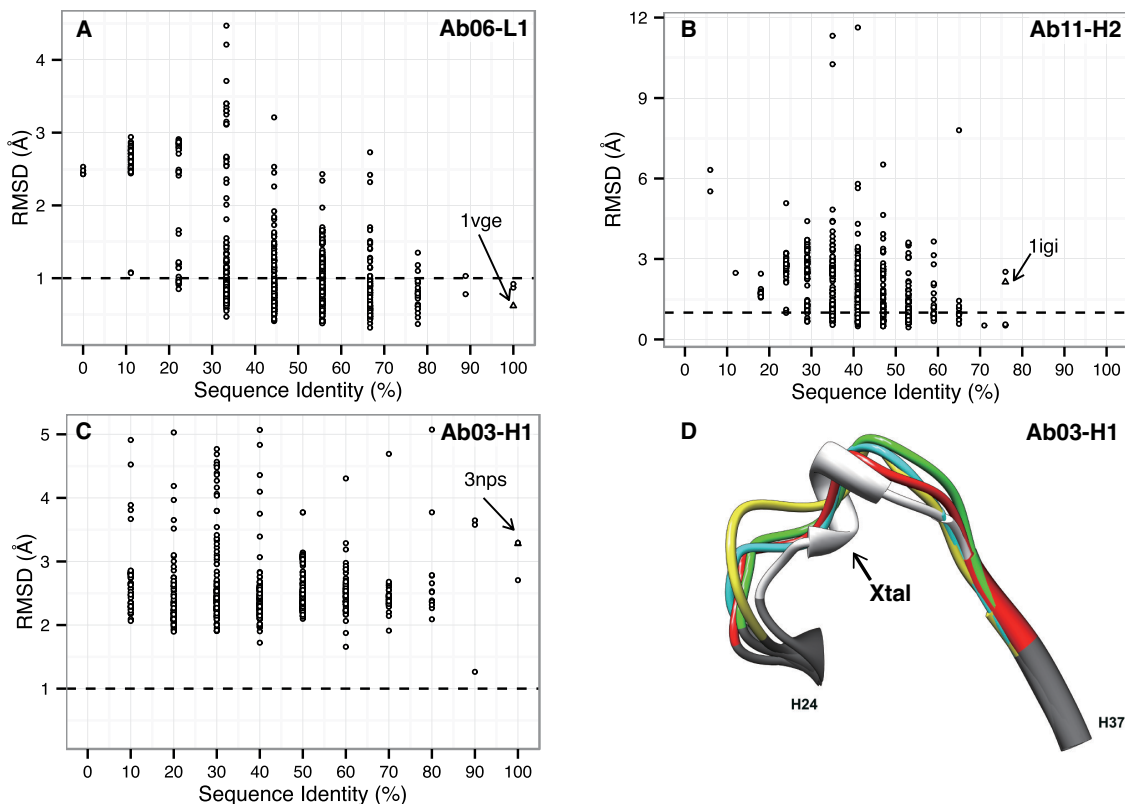 A
Ab06-L1
RMSD (Å)
4
3
2
1
1vge
0 10 20 30 40 50 60 70 80 90 100
Sequence Identity (%)
B
Ab11-H2
RMSD (Å)
12
9
6
3
0
1igi
0 10 20 30 40 50 60 70 80 90 100
Sequence Identity (%)
C
Ab03-H1
RMSD (Å)
5
4
3
2
1
3nps
0 10 20 30 40 50 60 70 80 90 100
Sequence Identity (%)
D
Ab03-H1
Xtal
H24
H37